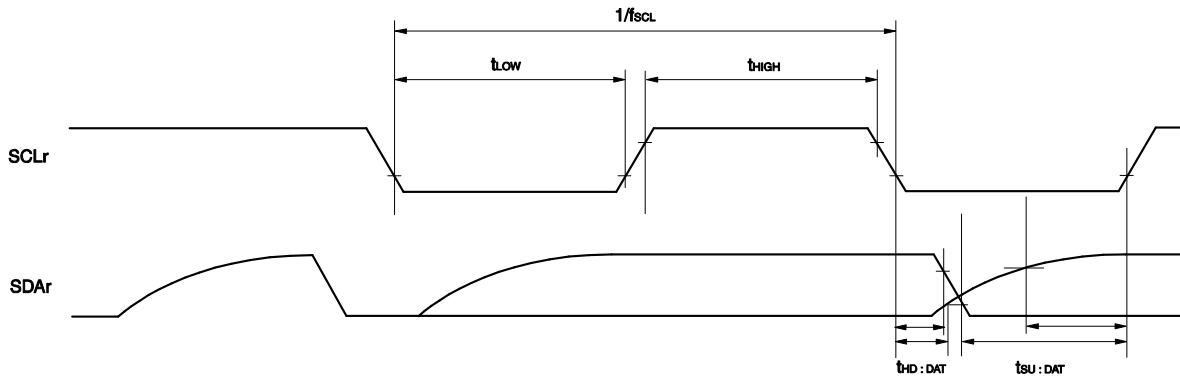 1/fSCL
tLOW
tHIGH
SCLr
SDAr
tHD : DAT
tSU : DAT